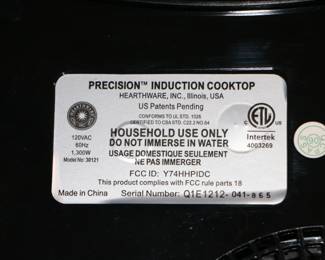 PRECISION™ INDUCTION COOKTOP
HEARTHWARE, INC., Illinois, USA
US Patents Pending
CONFORMS TO UL STD. 1026
CERTIFIED TO CSA STD. C22.2 NO.64
120VAC
60Hz
1,300W
Model No: 30121
HOUSEHOLD USE ONLY
DO NOT IMMERSE IN WATER
USAGE DOMESTIQUE SEULEMENT
NE PAS IMMERGER
ETL
Intertek
4003269
FCC ID: Y74HHPIDC
This product complies with FCC rule parts 18
Made in China Serial Number: Q1E1212-041-865